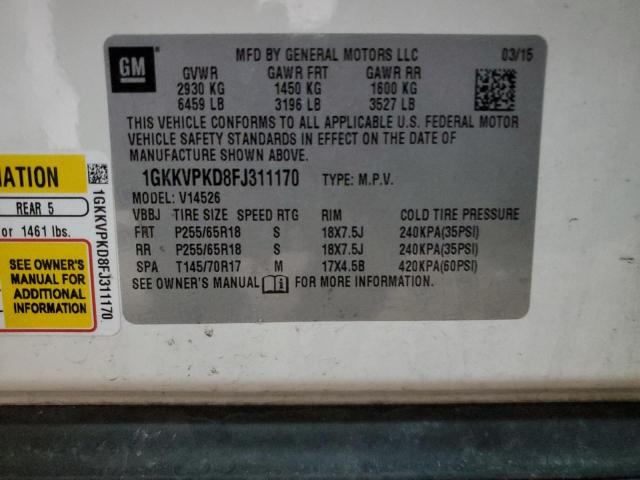 GM
MFD BY GENERAL MOTORS LLC 03/15
GVWR GAWR FRT GAWR RR
2930 KG 1450 KG 1600 KG
6459 LB 3196 LB 3527 LB
THIS VEHICLE CONFORMS TO ALL APPLICABLE U.S. FEDERAL MOTOR
VEHICLE SAFETY STANDARDS IN EFFECT ON THE DATE OF
MANUFACTURE SHOWN ABOVE.
1GKKVPKD8FJ311170 TYPE: M.P.V.
MODEL: V14526
VBBJ TIRE SIZE SPEED RTG RIM COLD TIRE PRESSURE
FRT P255/65R18 S 18X7.5J 240KPA(35PSI)
RR P255/65R18 S 18X7.5J 240KPA(35PSI)
SPA T145/70R17 M 17X4.5B 420KPA(60PSI)
SEE OWNER'S MANUAL FOR MORE INFORMATION
MATION
REAR 5
or 1461 lbs.
SEE OWNER'S
MANUAL FOR
ADDITIONAL
INFORMATION
1GKKVPKD8FJ311170